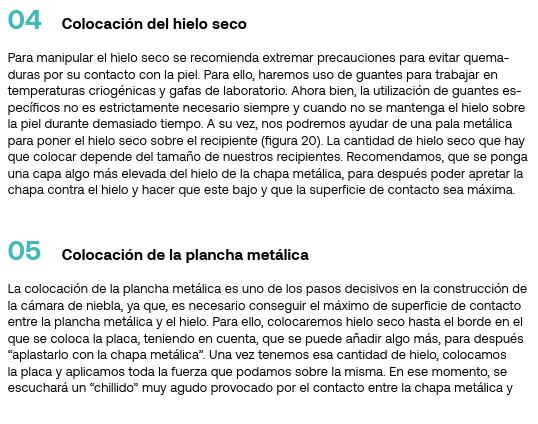 04 Colocación del hielo seco
Para manipular el hielo seco se recomienda extremar precauciones para evitar quema-
duras por su contacto con la piel. Para ello, haremos uso de guantes para trabajar en
temperaturas criogénicas y gafas de laboratorio. Ahora bien, la utilización de guantes es-
pecíficos no es estrictamente necesario siempre y cuando no se mantenga el hielo sobre
la piel durante demasiado tiempo. A su vez, nos podremos ayudar de una pala metálica
para poner el hielo seco sobre el recipiente (figura 20). La cantidad de hielo seco que hay
que colocar depende del tamaño de nuestros recipientes. Recomendamos, que se ponga
una capa algo más elevada del hielo de la chapa metálica, para después poder apretar la
chapa contra el hielo y hacer que este bajo y que la superficie de contacto sea máxima.
05 Colocación de la plancha metálica
La colocación de la plancha metálica es uno de los pasos decisivos en la construcción de
la cámara de niebla, ya que, es necesario conseguir el máximo de superficie de contacto
entre la plancha metálica y el hielo. Para ello, colocaremos hielo seco hasta el borde en el
que se coloca la placa, teniendo en cuenta, que se puede añadir algo más, para después
“aplastarlo con la chapa metálica”. Una vez tenemos esa cantidad de hielo, colocamos
la placa y aplicamos toda la fuerza que podamos sobre la misma. En ese momento, se
escuchará un “chillido” muy agudo provocado por el contacto entre la chapa metálica y